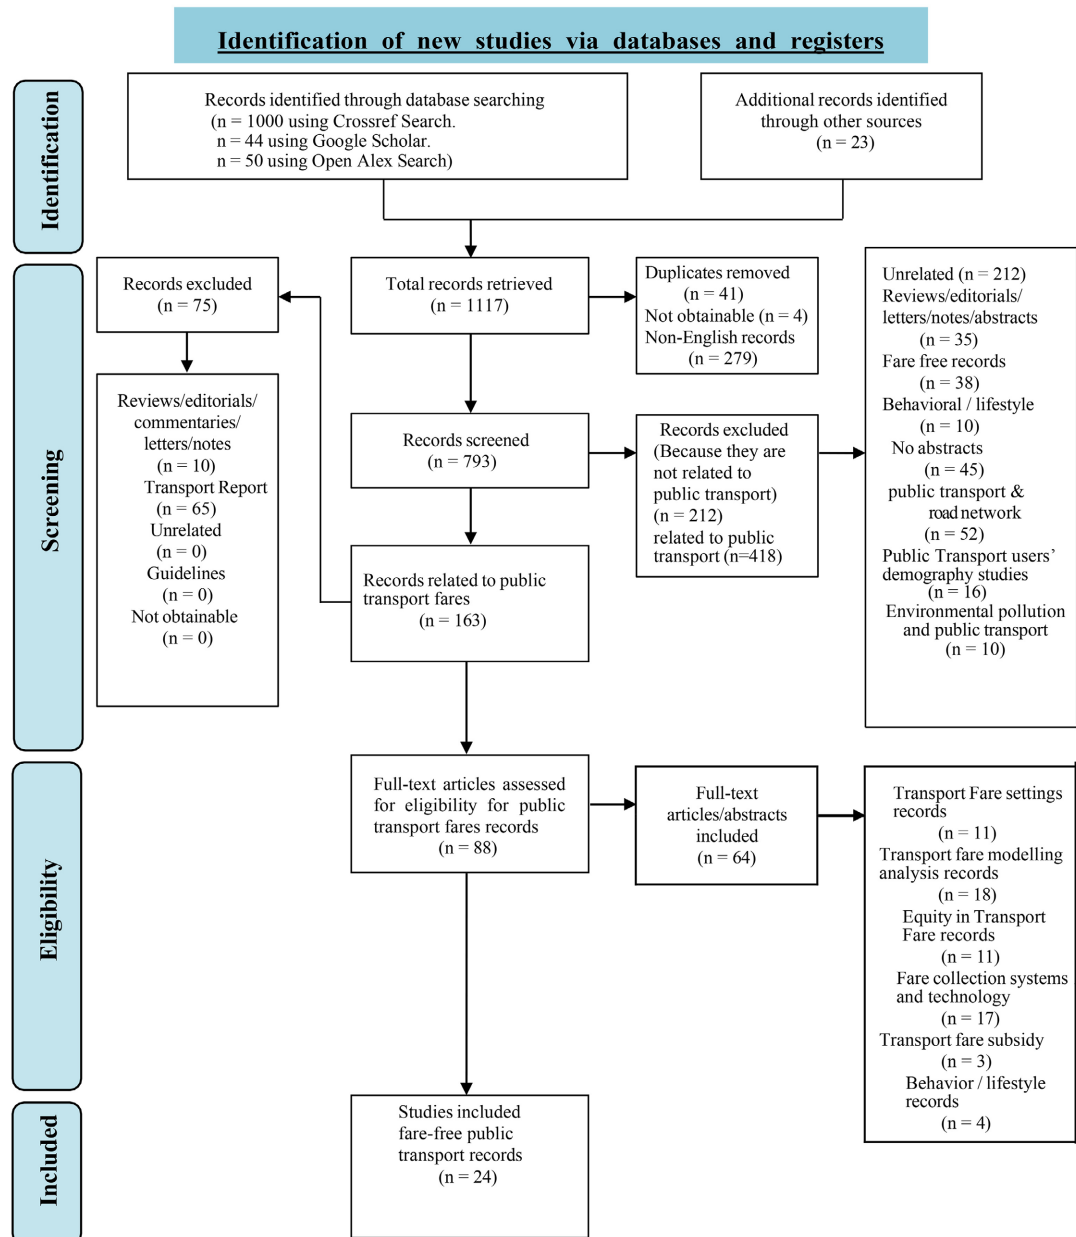 Identification of new studies via databases and registers
Identification
Records identified through database searching
(n = 1000 using Crossref Search.
n = 44 using Google Scholar.
n = 50 using Open Alex Search)
Additional records identified
through other sources
(n = 23)
Screening
Records excluded
(n = 75)
Total records retrieved
(n = 1117)
Duplicates removed
(n = 41)
Not obtainable (n = 4)
Non-English records
(n = 279)
Unrelated (n = 212)
Reviews/editorials/
letters/notes/abstracts
(n = 35)
Fare free records
(n = 38)
Behavioral / lifestyle
(n = 10)
No abstracts
(n = 45)
public transport &
road network
(n = 52)
Public Transport users'
demography studies
(n = 16)
Environmental pollution
and public transport
(n = 10)
Reviews/editorials/
commentaries/
letters/notes
(n = 10)
Transport Report
(n = 65)
Unrelated
(n = 0)
Guidelines
(n = 0)
Not obtainable
(n = 0)
Records screened
(n = 793)
Records excluded
(Because they are
not related to
public transport)
(n = 212)
related to public
transport (n=418)
Records related to public
transport fares
(n = 163)
Eligibility
Full-text articles assessed
for eligibility for public
transport fares records
(n = 88)
Full-text
articles/abstracts
included
(n = 64)
Transport Fare settings
records
(n = 11)
Transport fare modelling
analysis records
(n = 18)
Equity in Transport
Fare records
(n = 11)
Fare collection systems
and technology
(n = 17)
Transport fare subsidy
(n = 3)
Behavior / lifestyle
records
(n = 4)
Included
Studies included
fare-free public
transport records
(n = 24)